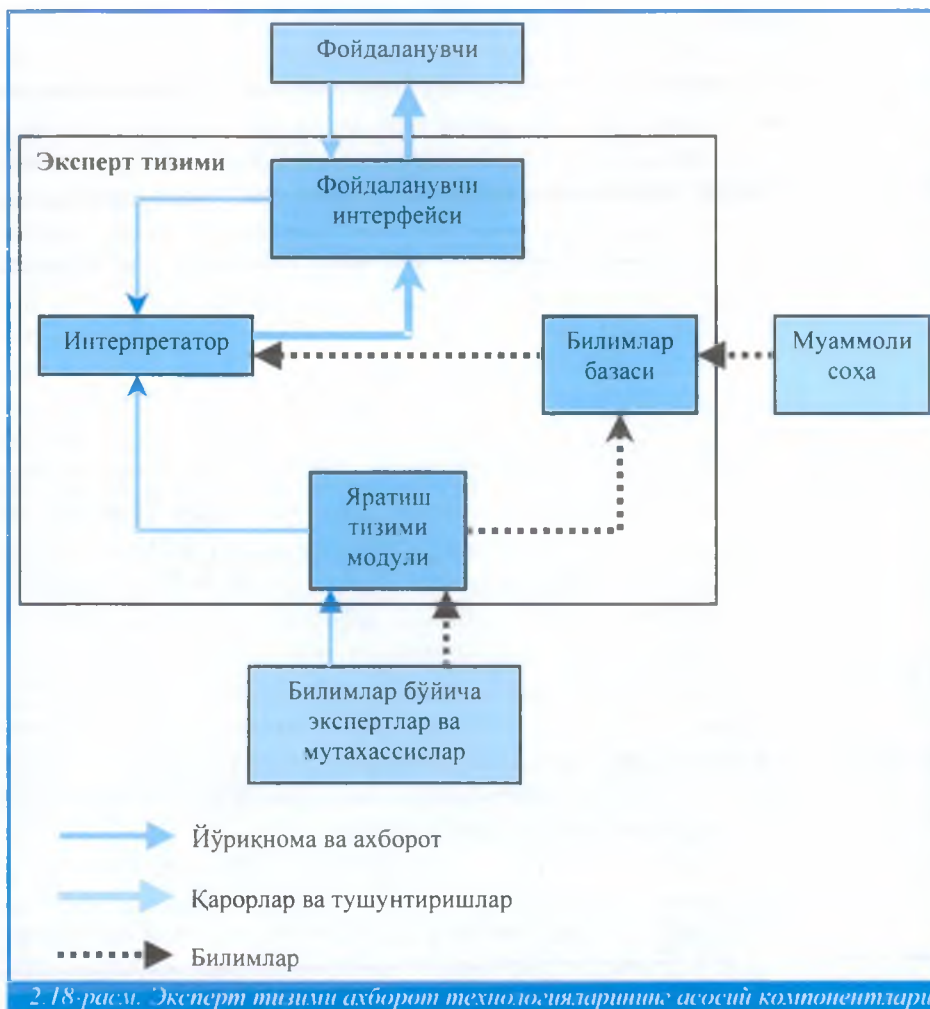 Фойдаланувчи
Эксперт тизими
Фойдаланувчи
интерфейси
Интерпретатор
Билимлар
базаси
Муаммоли
соҳа
Яратиш
тизими
модули
Билимлар бўйича
экспертлар ва
мутахассислар
Йўриқнома ва ахборот
Қарорлар ва тушунтиришлар
Билимлар
2.18-расм. Эксперт тизими ахборот технологияларининг асосий компонентлари